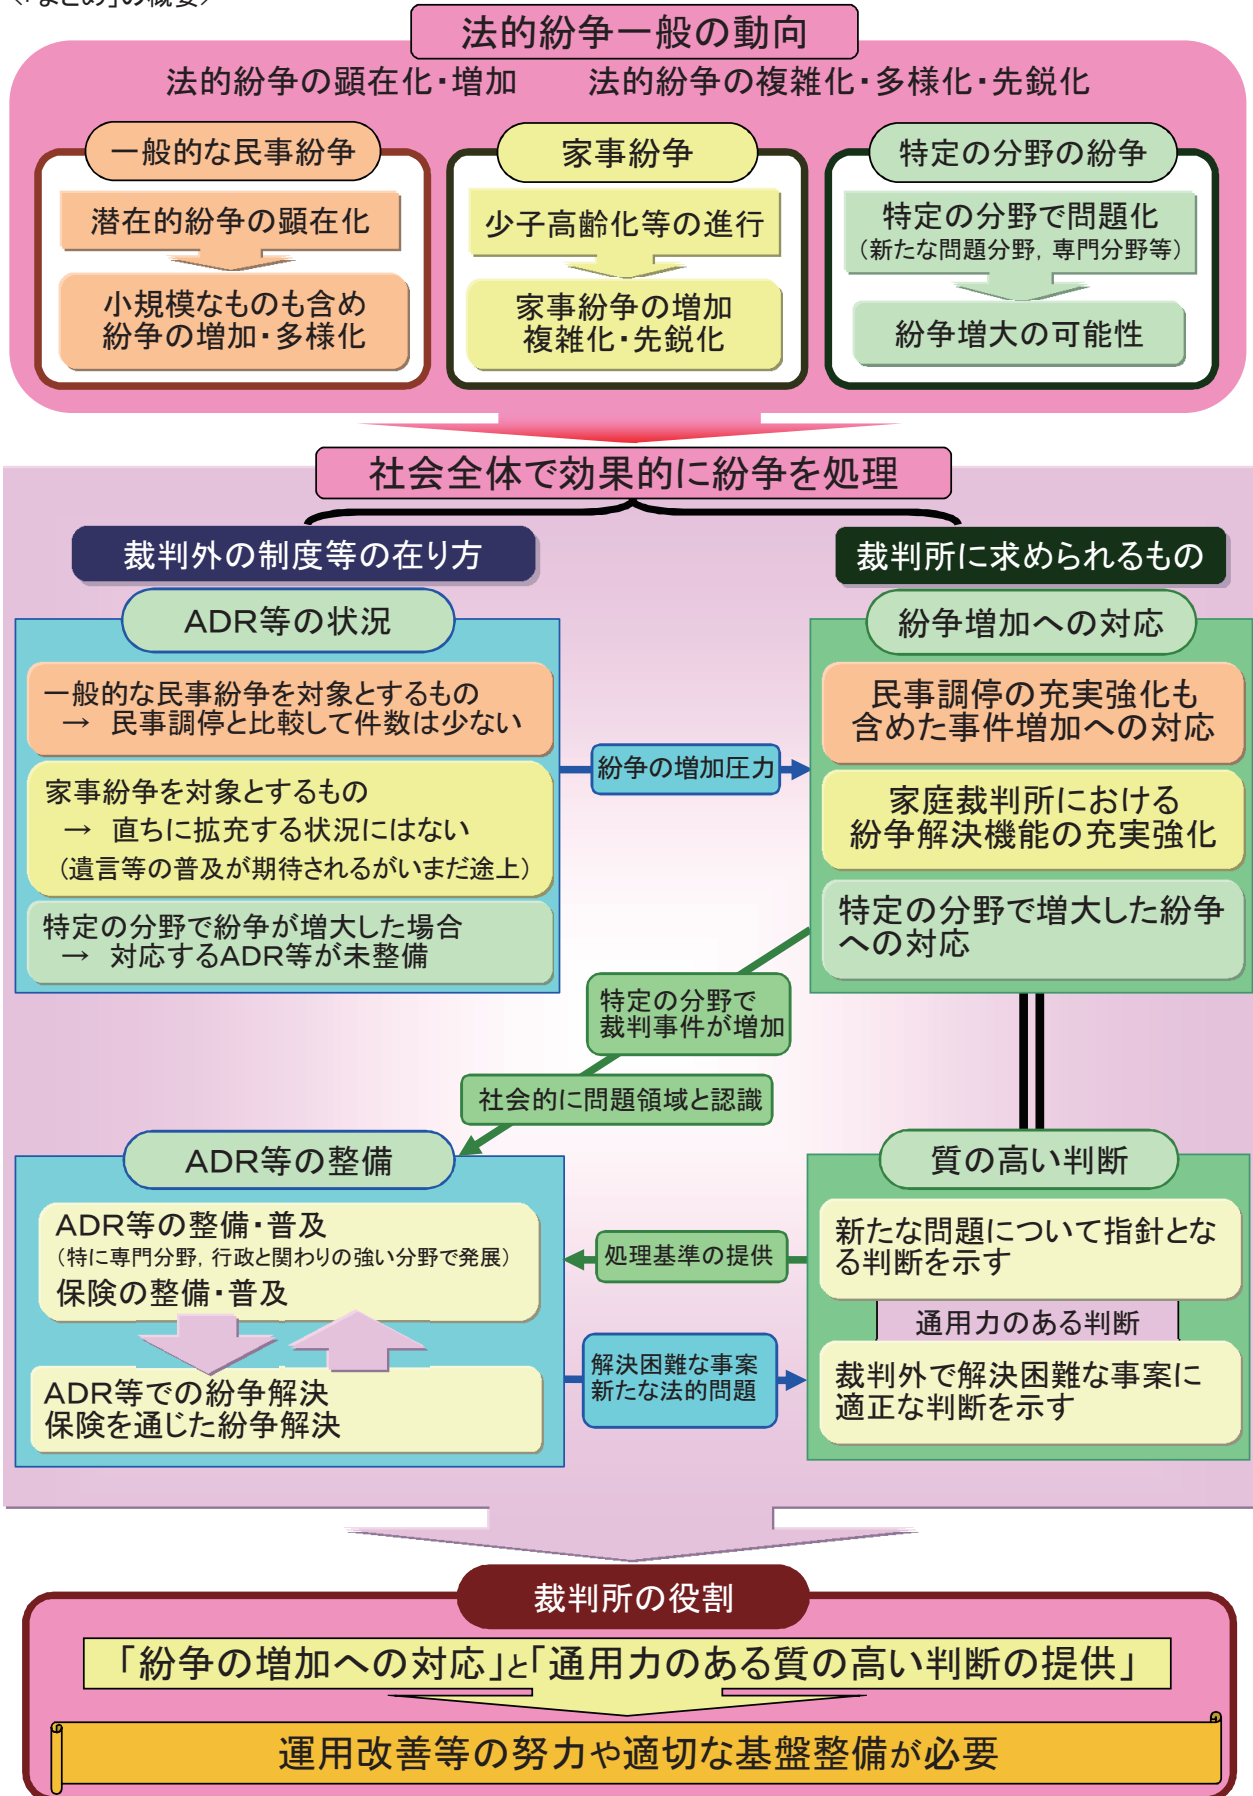 〈「まとめ」の概要〉
法的紛争一般の動向
法的紛争の顕在化・増加　　法的紛争の複雑化・多様化・先鋭化
一般的な民事紛争
潜在的紛争の顕在化
小規模なものも含め
紛争の増加・多様化
家事紛争
少子高齢化等の進行
家事紛争の増加
複雑化・先鋭化
特定の分野の紛争
特定の分野で問題化
（新たな問題分野，専門分野等）
紛争増大の可能性
社会全体で効果的に紛争を処理
裁判外の制度等の在り方
ADR等の状況
一般的な民事紛争を対象とするもの
→ 民事調停と比較して件数は少ない
家事紛争を対象とするもの
→ 直ちに拡充する状況にはない
（遺言等の普及が期待されるがいまだ途上）
特定の分野で紛争が増大した場合
→ 対応するADR等が未整備
紛争の増加圧力
裁判所に求められるもの
紛争増加への対応
民事調停の充実強化も
含めた事件増加への対応
家庭裁判所における
紛争解決機能の充実強化
特定の分野で増大した紛争
への対応
特定の分野で
裁判事件が増加
社会的に問題領域と認識
ADR等の整備
ADR等の整備・普及
（特に専門分野，行政と関わりの強い分野で発展）
保険の整備・普及
ADR等での紛争解決
保険を通じた紛争解決
処理基準の提供
解決困難な事案
新たな法的問題
質の高い判断
新たな問題について指針とな
る判断を示す
通用力のある判断
裁判外で解決困難な事案に
適正な判断を示す
裁判所の役割
「紛争の増加への対応」と「通用力のある質の高い判断の提供」
運用改善等の努力や適切な基盤整備が必要